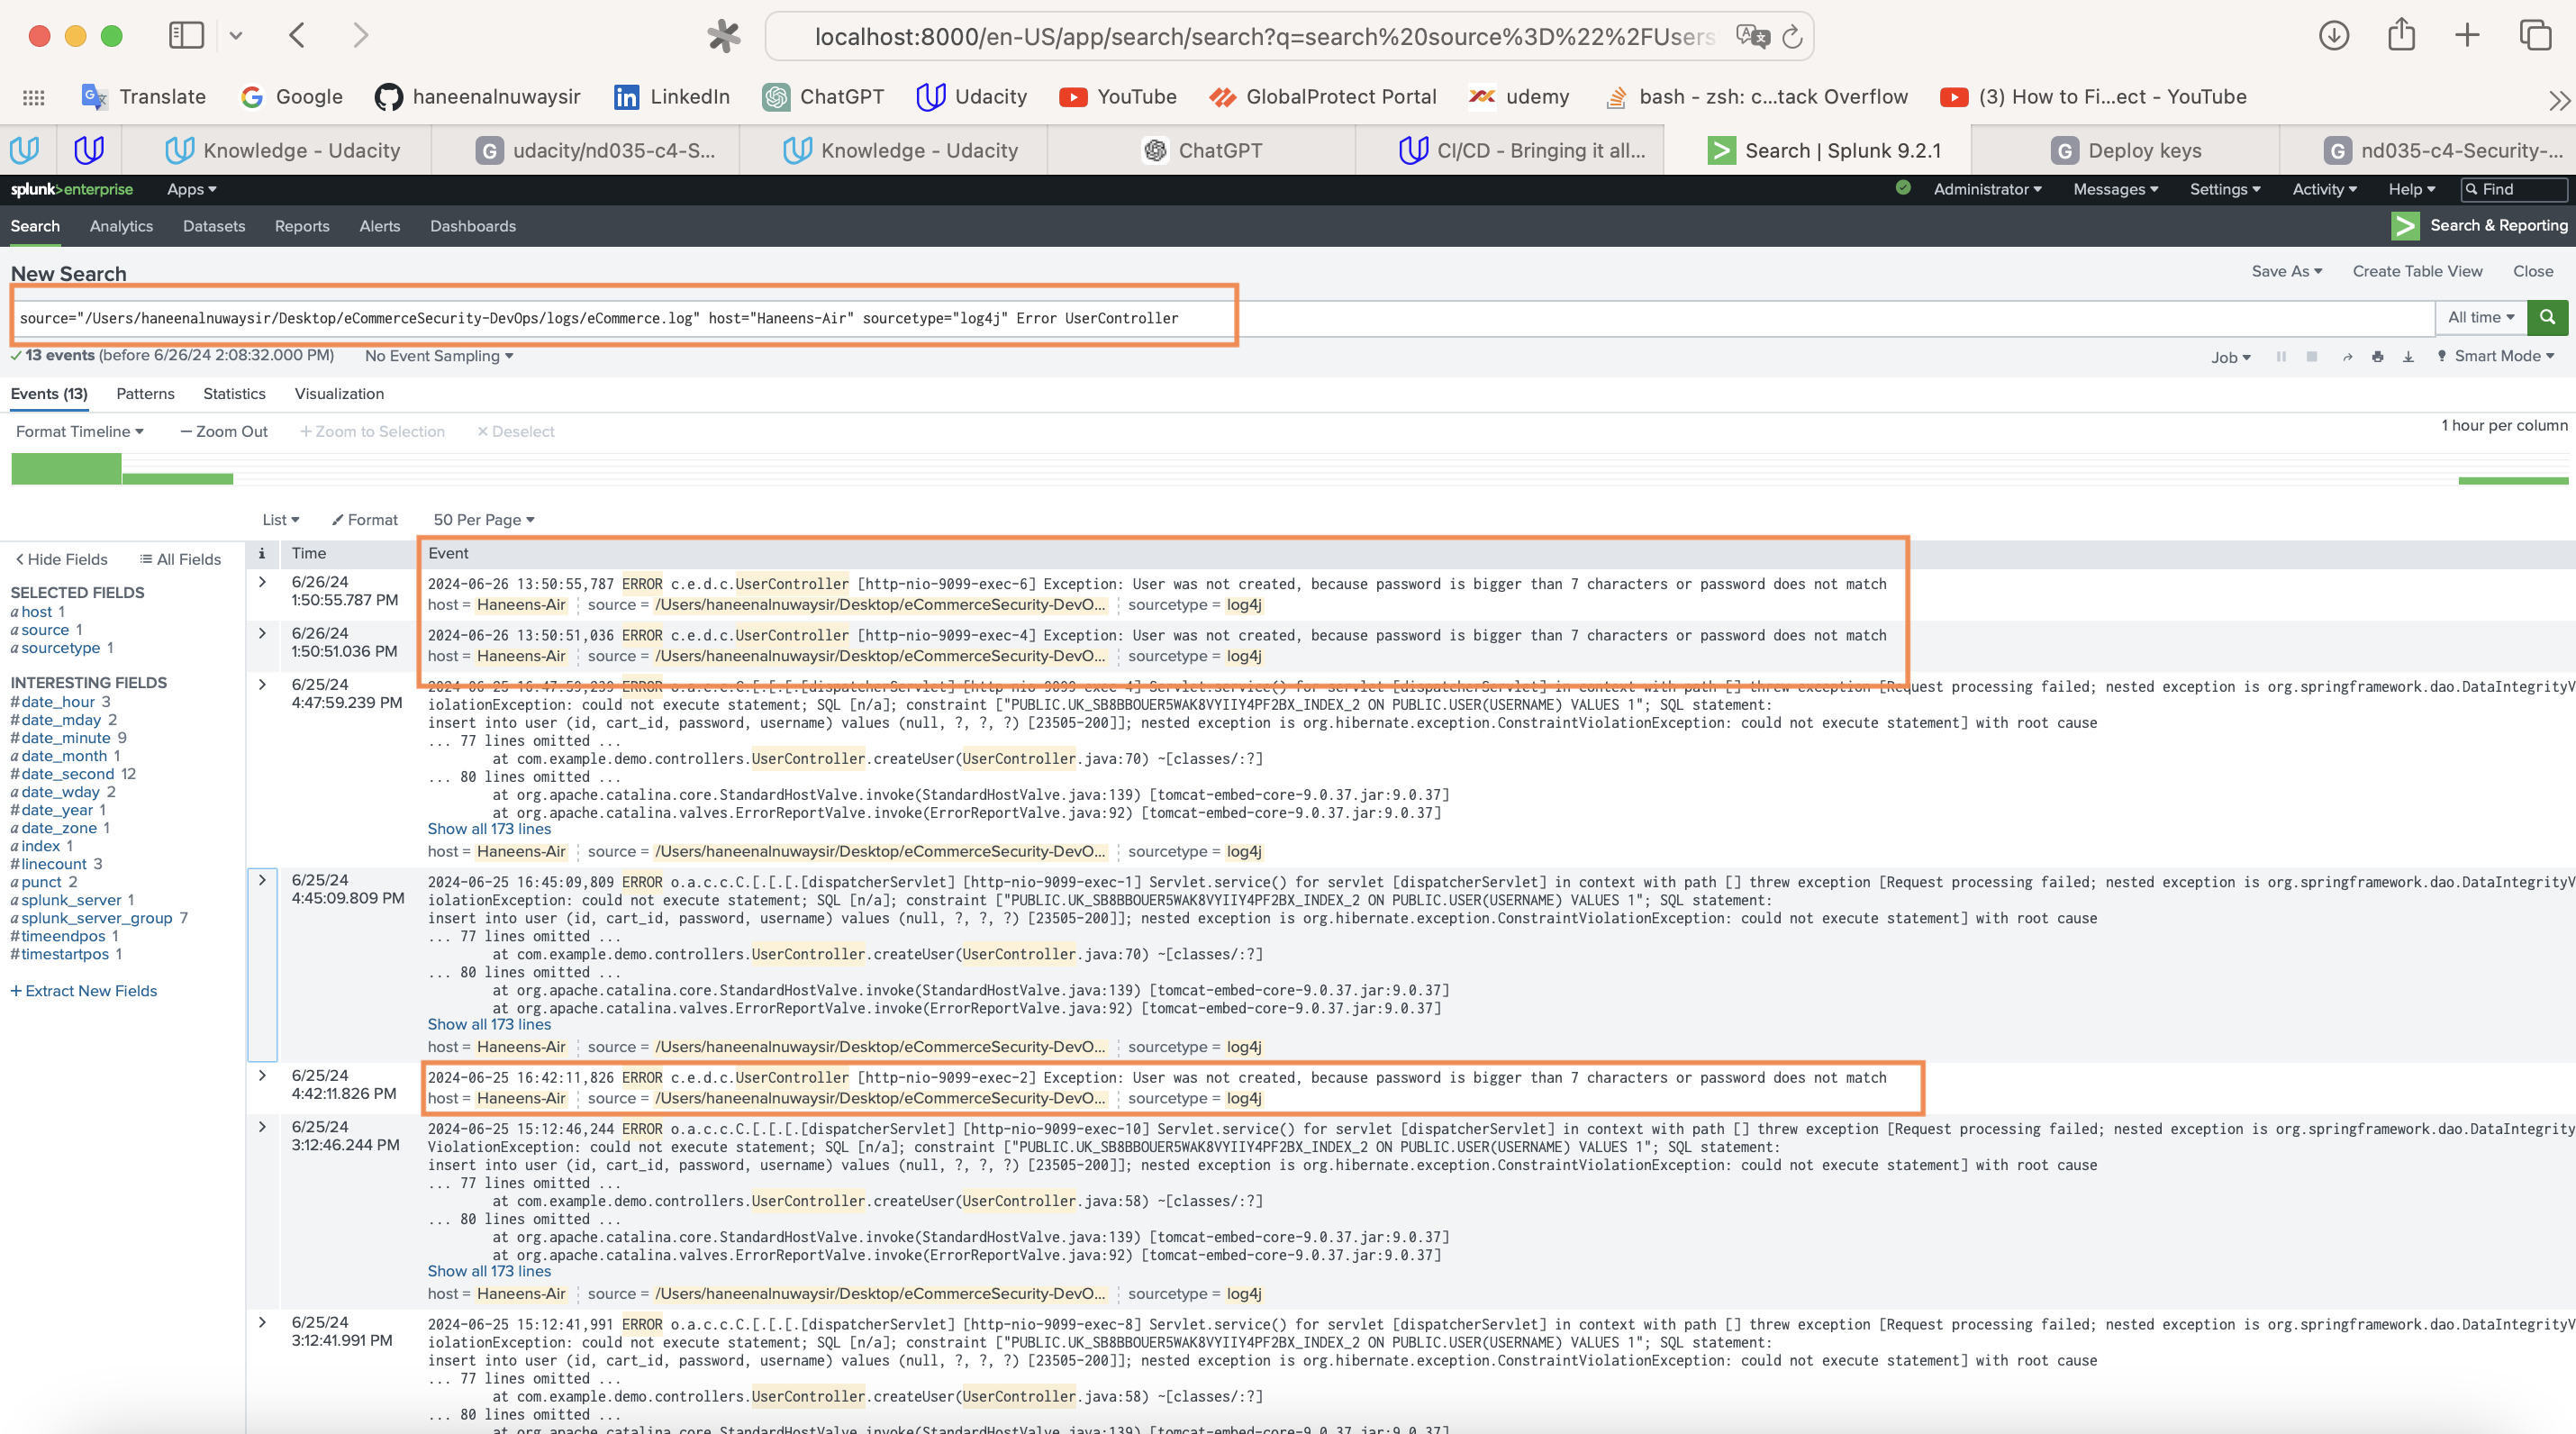 localhost:8000/en-US/app/search/search?q=search%20source%3D%22%2FUsers
Translate Google haneenalnuwaysir LinkedIn ChatGPT Udacity YouTube GlobalProtect Portal udemy bash - zsh: c...tack Overflow (3) How to Fi...ect - YouTube
Knowledge - Udacity udacity/nd035-c4-S... Knowledge - Udacity ChatGPT CI/CD - Bringing it all... Search | Splunk 9.2.1 Deploy keys nd035-c4-Security-...
splunk>enterprise Apps Administrator Messages Settings Activity Help Find
Search Analytics Datasets Reports Alerts Dashboards Search & Reporting
New Search Save As Create Table View Close
source="/Users/haneenalnuwaysir/Desktop/eCommerceSecurity-DevOps/logs/eCommerce.log" host="Haneens-Air" sourcetype="log4j" Error UserController All time
13 events (before 6/26/24 2:08:32.000 PM) No Event Sampling Job Smart Mode
Events (13) Patterns Statistics Visualization
Format Timeline — Zoom Out + Zoom to Selection × Deselect 1 hour per column
List Format 50 Per Page
< Hide Fields All Fields
SELECTED FIELDS
a host 1
a source 1
a sourcetype 1
INTERESTING FIELDS
# date_hour 3
# date_mday 2
# date_minute 9
a date_month 1
# date_second 12
a date_wday 2
# date_year 1
a date_zone 1
a index 1
# linecount 3
a punct 2
a splunk_server 1
a splunk_server_group 7
# timeendpos 1
# timestartpos 1
+ Extract New Fields
i Time Event
6/26/24
1:50:55.787 PM
2024-06-26 13:50:55,787 ERROR c.e.d.c.UserController [http-nio-9099-exec-6] Exception: User was not created, because password is bigger than 7 characters or password does not match
host = Haneens-Air source = /Users/haneenalnuwaysir/Desktop/eCommerceSecurity-DevO... sourcetype = log4j
6/26/24
1:50:51.036 PM
2024-06-26 13:50:51,036 ERROR c.e.d.c.UserController [http-nio-9099-exec-4] Exception: User was not created, because password is bigger than 7 characters or password does not match
host = Haneens-Air source = /Users/haneenalnuwaysir/Desktop/eCommerceSecurity-DevO... sourcetype = log4j
6/25/24
4:47:59.239 PM
2024-06-25 16:47:59,239 ERROR o.a.c.c.C.[.[.[.[dispatcherServlet] [http-nio-9099-exec-4] Servlet.service() for servlet [dispatcherServlet] in context with path [] threw exception [Request processing failed; nested exception is org.springframework.dao.DataIntegrityV
iolationException: could not execute statement; SQL [n/a]; constraint ["PUBLIC.UK_SB8BBOUER5WAK8VYIIY4PF2BX_INDEX_2 ON PUBLIC.USER(USERNAME) VALUES 1"; SQL statement:
insert into user (id, cart_id, password, username) values (null, ?, ?, ?) [23505-200]]; nested exception is org.hibernate.exception.ConstraintViolationException: could not execute statement] with root cause
... 77 lines omitted ...
at com.example.demo.controllers.UserController.createUser(UserController.java:70) ~[classes/:?]
... 80 lines omitted ...
at org.apache.catalina.core.StandardHostValve.invoke(StandardHostValve.java:139) [tomcat-embed-core-9.0.37.jar:9.0.37]
at org.apache.catalina.valves.ErrorReportValve.invoke(ErrorReportValve.java:92) [tomcat-embed-core-9.0.37.jar:9.0.37]
Show all 173 lines
host = Haneens-Air source = /Users/haneenalnuwaysir/Desktop/eCommerceSecurity-DevO... sourcetype = log4j
6/25/24
4:45:09.809 PM
2024-06-25 16:45:09,809 ERROR o.a.c.c.C.[.[.[.[dispatcherServlet] [http-nio-9099-exec-1] Servlet.service() for servlet [dispatcherServlet] in context with path [] threw exception [Request processing failed; nested exception is org.springframework.dao.DataIntegrityV
iolationException: could not execute statement; SQL [n/a]; constraint ["PUBLIC.UK_SB8BBOUER5WAK8VYIIY4PF2BX_INDEX_2 ON PUBLIC.USER(USERNAME) VALUES 1"; SQL statement:
insert into user (id, cart_id, password, username) values (null, ?, ?, ?) [23505-200]]; nested exception is org.hibernate.exception.ConstraintViolationException: could not execute statement] with root cause
... 77 lines omitted ...
at com.example.demo.controllers.UserController.createUser(UserController.java:70) ~[classes/:?]
... 80 lines omitted ...
at org.apache.catalina.core.StandardHostValve.invoke(StandardHostValve.java:139) [tomcat-embed-core-9.0.37.jar:9.0.37]
at org.apache.catalina.valves.ErrorReportValve.invoke(ErrorReportValve.java:92) [tomcat-embed-core-9.0.37.jar:9.0.37]
Show all 173 lines
host = Haneens-Air source = /Users/haneenalnuwaysir/Desktop/eCommerceSecurity-DevO... sourcetype = log4j
6/25/24
4:42:11.826 PM
2024-06-25 16:42:11,826 ERROR c.e.d.c.UserController [http-nio-9099-exec-2] Exception: User was not created, because password is bigger than 7 characters or password does not match
host = Haneens-Air source = /Users/haneenalnuwaysir/Desktop/eCommerceSecurity-DevO... sourcetype = log4j
6/25/24
3:12:46.244 PM
2024-06-25 15:12:46,244 ERROR o.a.c.c.C.[.[.[.[dispatcherServlet] [http-nio-9099-exec-10] Servlet.service() for servlet [dispatcherServlet] in context with path [] threw exception [Request processing failed; nested exception is org.springframework.dao.DataIntegrity
ViolationException: could not execute statement; SQL [n/a]; constraint ["PUBLIC.UK_SB8BBOUER5WAK8VYIIY4PF2BX_INDEX_2 ON PUBLIC.USER(USERNAME) VALUES 1"; SQL statement:
insert into user (id, cart_id, password, username) values (null, ?, ?, ?) [23505-200]]; nested exception is org.hibernate.exception.ConstraintViolationException: could not execute statement] with root cause
... 77 lines omitted ...
at com.example.demo.controllers.UserController.createUser(UserController.java:58) ~[classes/:?]
... 80 lines omitted ...
at org.apache.catalina.core.StandardHostValve.invoke(StandardHostValve.java:139) [tomcat-embed-core-9.0.37.jar:9.0.37]
at org.apache.catalina.valves.ErrorReportValve.invoke(ErrorReportValve.java:92) [tomcat-embed-core-9.0.37.jar:9.0.37]
Show all 173 lines
host = Haneens-Air source = /Users/haneenalnuwaysir/Desktop/eCommerceSecurity-DevO... sourcetype = log4j
6/25/24
3:12:41.991 PM
2024-06-25 15:12:41,991 ERROR o.a.c.c.C.[.[.[.[dispatcherServlet] [http-nio-9099-exec-8] Servlet.service() for servlet [dispatcherServlet] in context with path [] threw exception [Request processing failed; nested exception is org.springframework.dao.DataIntegrityV
iolationException: could not execute statement; SQL [n/a]; constraint ["PUBLIC.UK_SB8BBOUER5WAK8VYIIY4PF2BX_INDEX_2 ON PUBLIC.USER(USERNAME) VALUES 1"; SQL statement:
insert into user (id, cart_id, password, username) values (null, ?, ?, ?) [23505-200]]; nested exception is org.hibernate.exception.ConstraintViolationException: could not execute statement] with root cause
... 77 lines omitted ...
at com.example.demo.controllers.UserController.createUser(UserController.java:58) ~[classes/:?]
... 80 lines omitted ...
at org.apache.catalina.core.StandardHostValve.invoke(StandardHostValve.java:139) [tomcat-embed-core-9.0.37.jar:9.0.37]